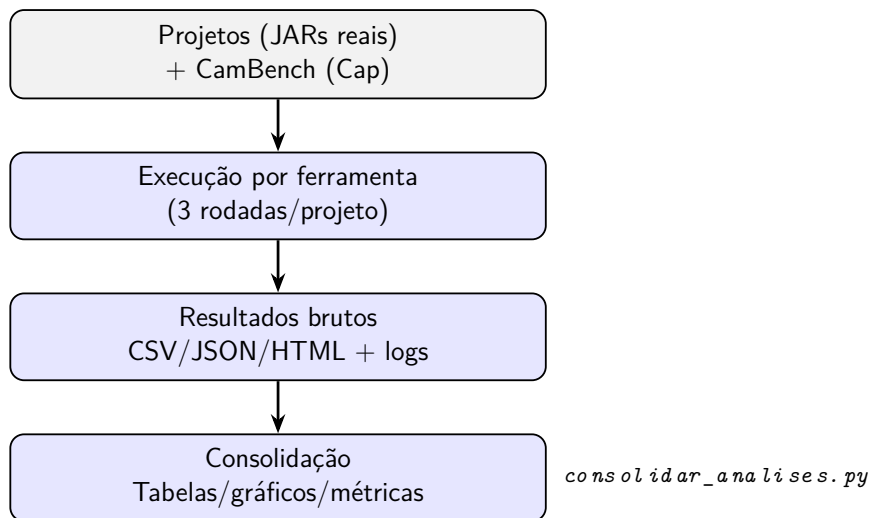 Projetos (JARs reais)
+ CamBench (Cap)
Execução por ferramenta
(3 rodadas/projeto)
Resultados brutos
CSV/JSON/HTML + logs
Consolidação
Tabelas/gráficos/métricas
consolidar_analises.py